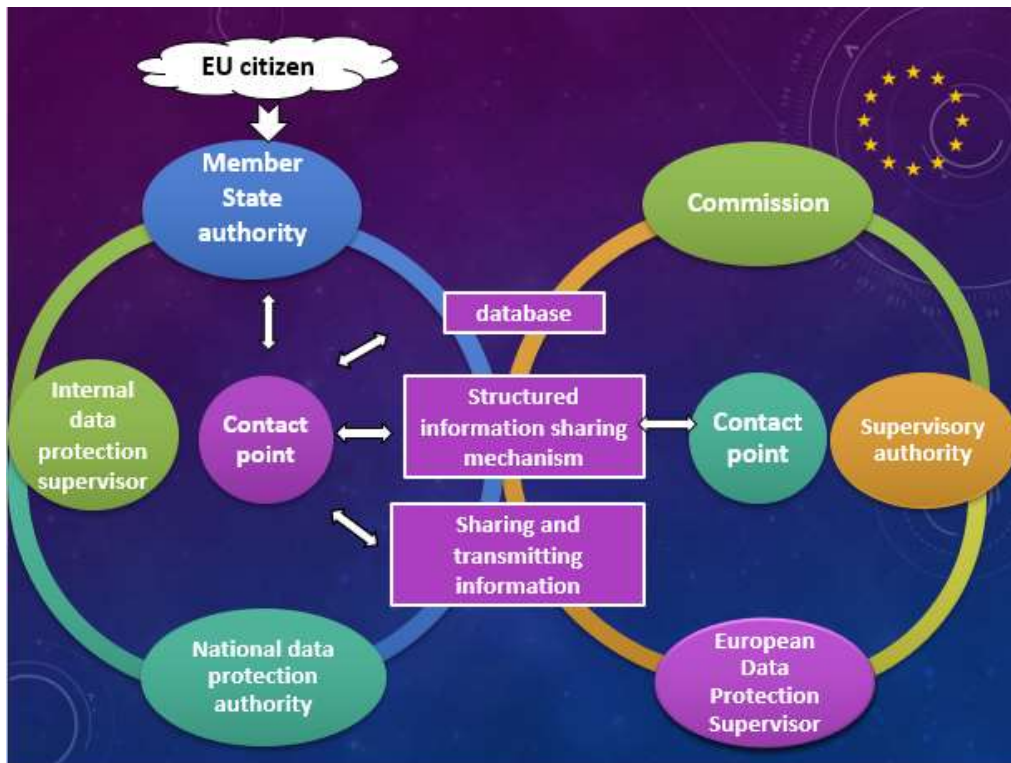 EU citizen
Member
State
authority
Commission
database
Internal
data
protection
supervisor
Contact
point
Structured
information sharing
mechanism
Contact
point
Supervisory
authority
Sharing and
transmitting
information
National data
protection
authority
European
Data
Protection
Supervisor